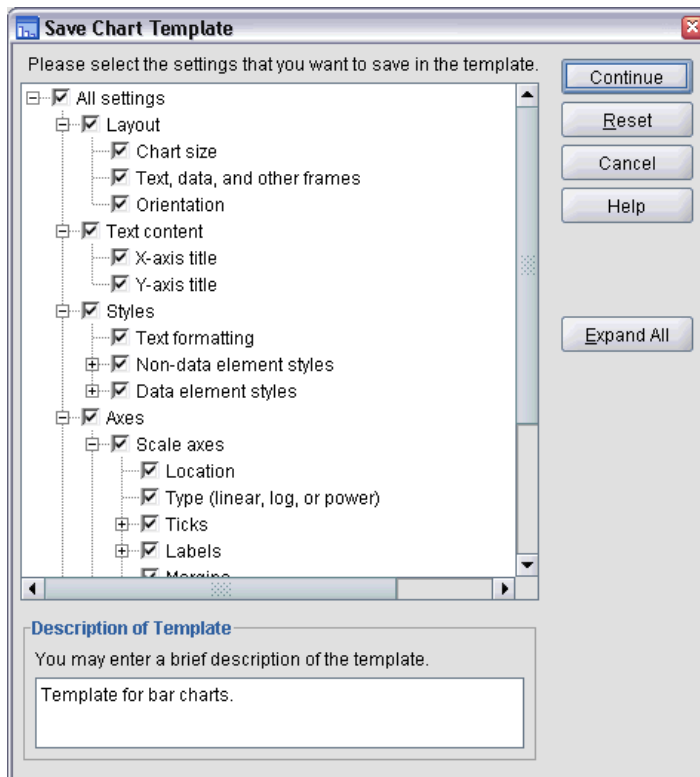 Save Chart Template
Please select the settings that you want to save in the template.
All settings
Layout
Chart size
Text, data, and other frames
Orientation
Text content
X-axis title
Y-axis title
Styles
Text formatting
Non-data element styles
Data element styles
Axes
Scale axes
Location
Type (linear, log, or power)
Ticks
Labels
Margins
Continue
Reset
Cancel
Help
Expand All
Description of Template
You may enter a brief description of the template.
Template for bar charts.